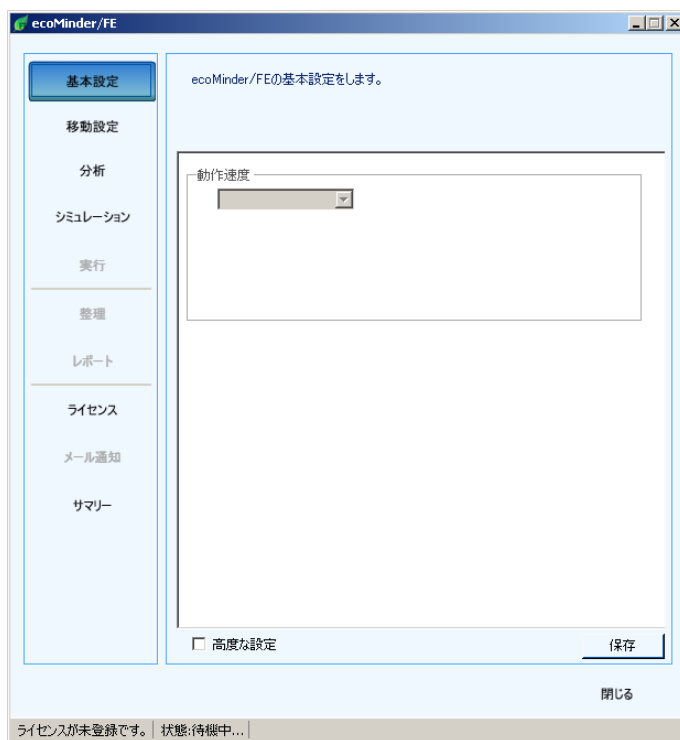 ecoMinder/FE
基本設定
移動設定
分析
シミュレーション
実行
整理
レポート
ライセンス
メール通知
サマリー
ecoMinder/FEの基本設定をします。
動作速度
高度な設定
保存
閉じる
ライセンスが未登録です。
状態:待機中...